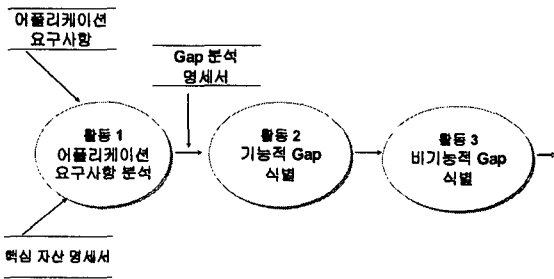 어플리케이션
요구사항
Gap 분석
명세서
활동 1
어플리케이션
요구사항 분석
활동 2
기능적 Gap
식별
활동 3
비기능적 Gap
식별
핵심 자산 명세서